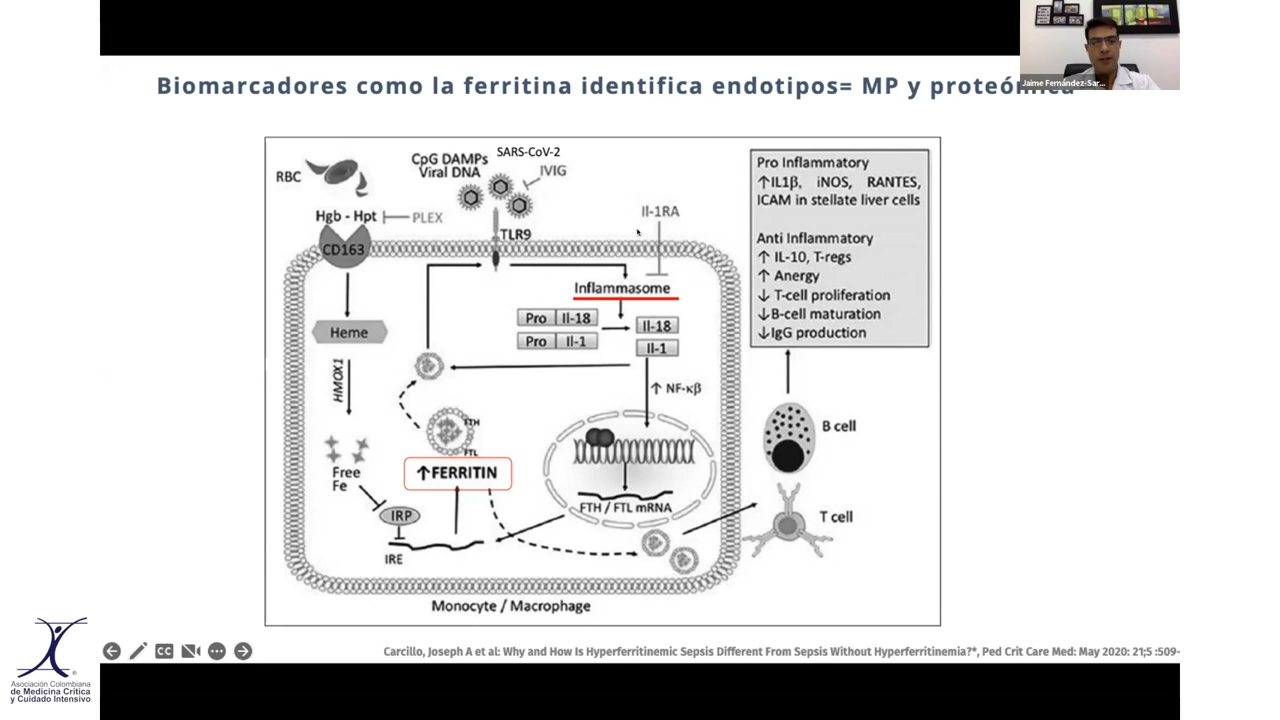 Jaime Fernández-Sar...
Biomarcadores como la ferritina identifica endotipos= MP y proteómica
RBC
CpG DAMPs
Viral DNA
SARS-CoV-2
IVIG
Hgb - Hpt
PLEX
CD163
TLR9
Il-1RA
Inflammasome
Pro Il-18
Il-18
Pro Il-1
Il-1
Heme
HMOX1
↑ NF-κβ
FTH
FTL
↑FERRITIN
Free
Fe
IRP
IRE
FTH / FTL mRNA
Monocyte / Macrophage
Pro Inflammatory
↑IL1β, iNOS, RANTES,
ICAM in stellate liver cells
Anti Inflammatory
↑ IL-10, T-regs
↑ Anergy
↓ T-cell proliferation
↓B-cell maturation
↓IgG production
B cell
T cell
CC
Carcillo, Joseph A et al: Why and How Is Hyperferritinemic Sepsis Different From Sepsis Without Hyperferritinemia?*, Ped Crit Care Med: May 2020: 21;5 :509-
Asociación Colombiana
de Medicina Crítica
y Cuidado Intensivo